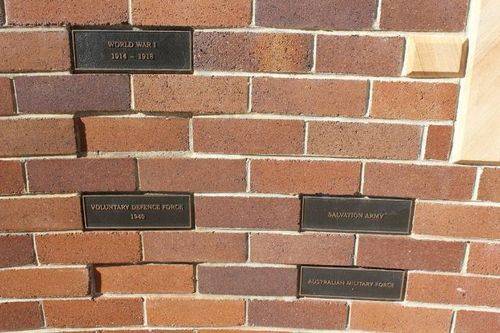 WORLD WAR I
1914 - 1918
VOLUNTARY DEFENCE FORCE
1940
SALVATION ARMY
AUSTRALIAN MILITARY FORCE